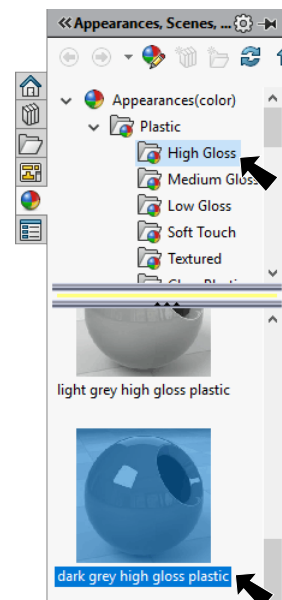 Appearances, Scenes, ...
Appearances(color)
Plastic
High Gloss
Medium Gloss
Low Gloss
Soft Touch
Textured
light grey high gloss plastic
dark grey high gloss plastic